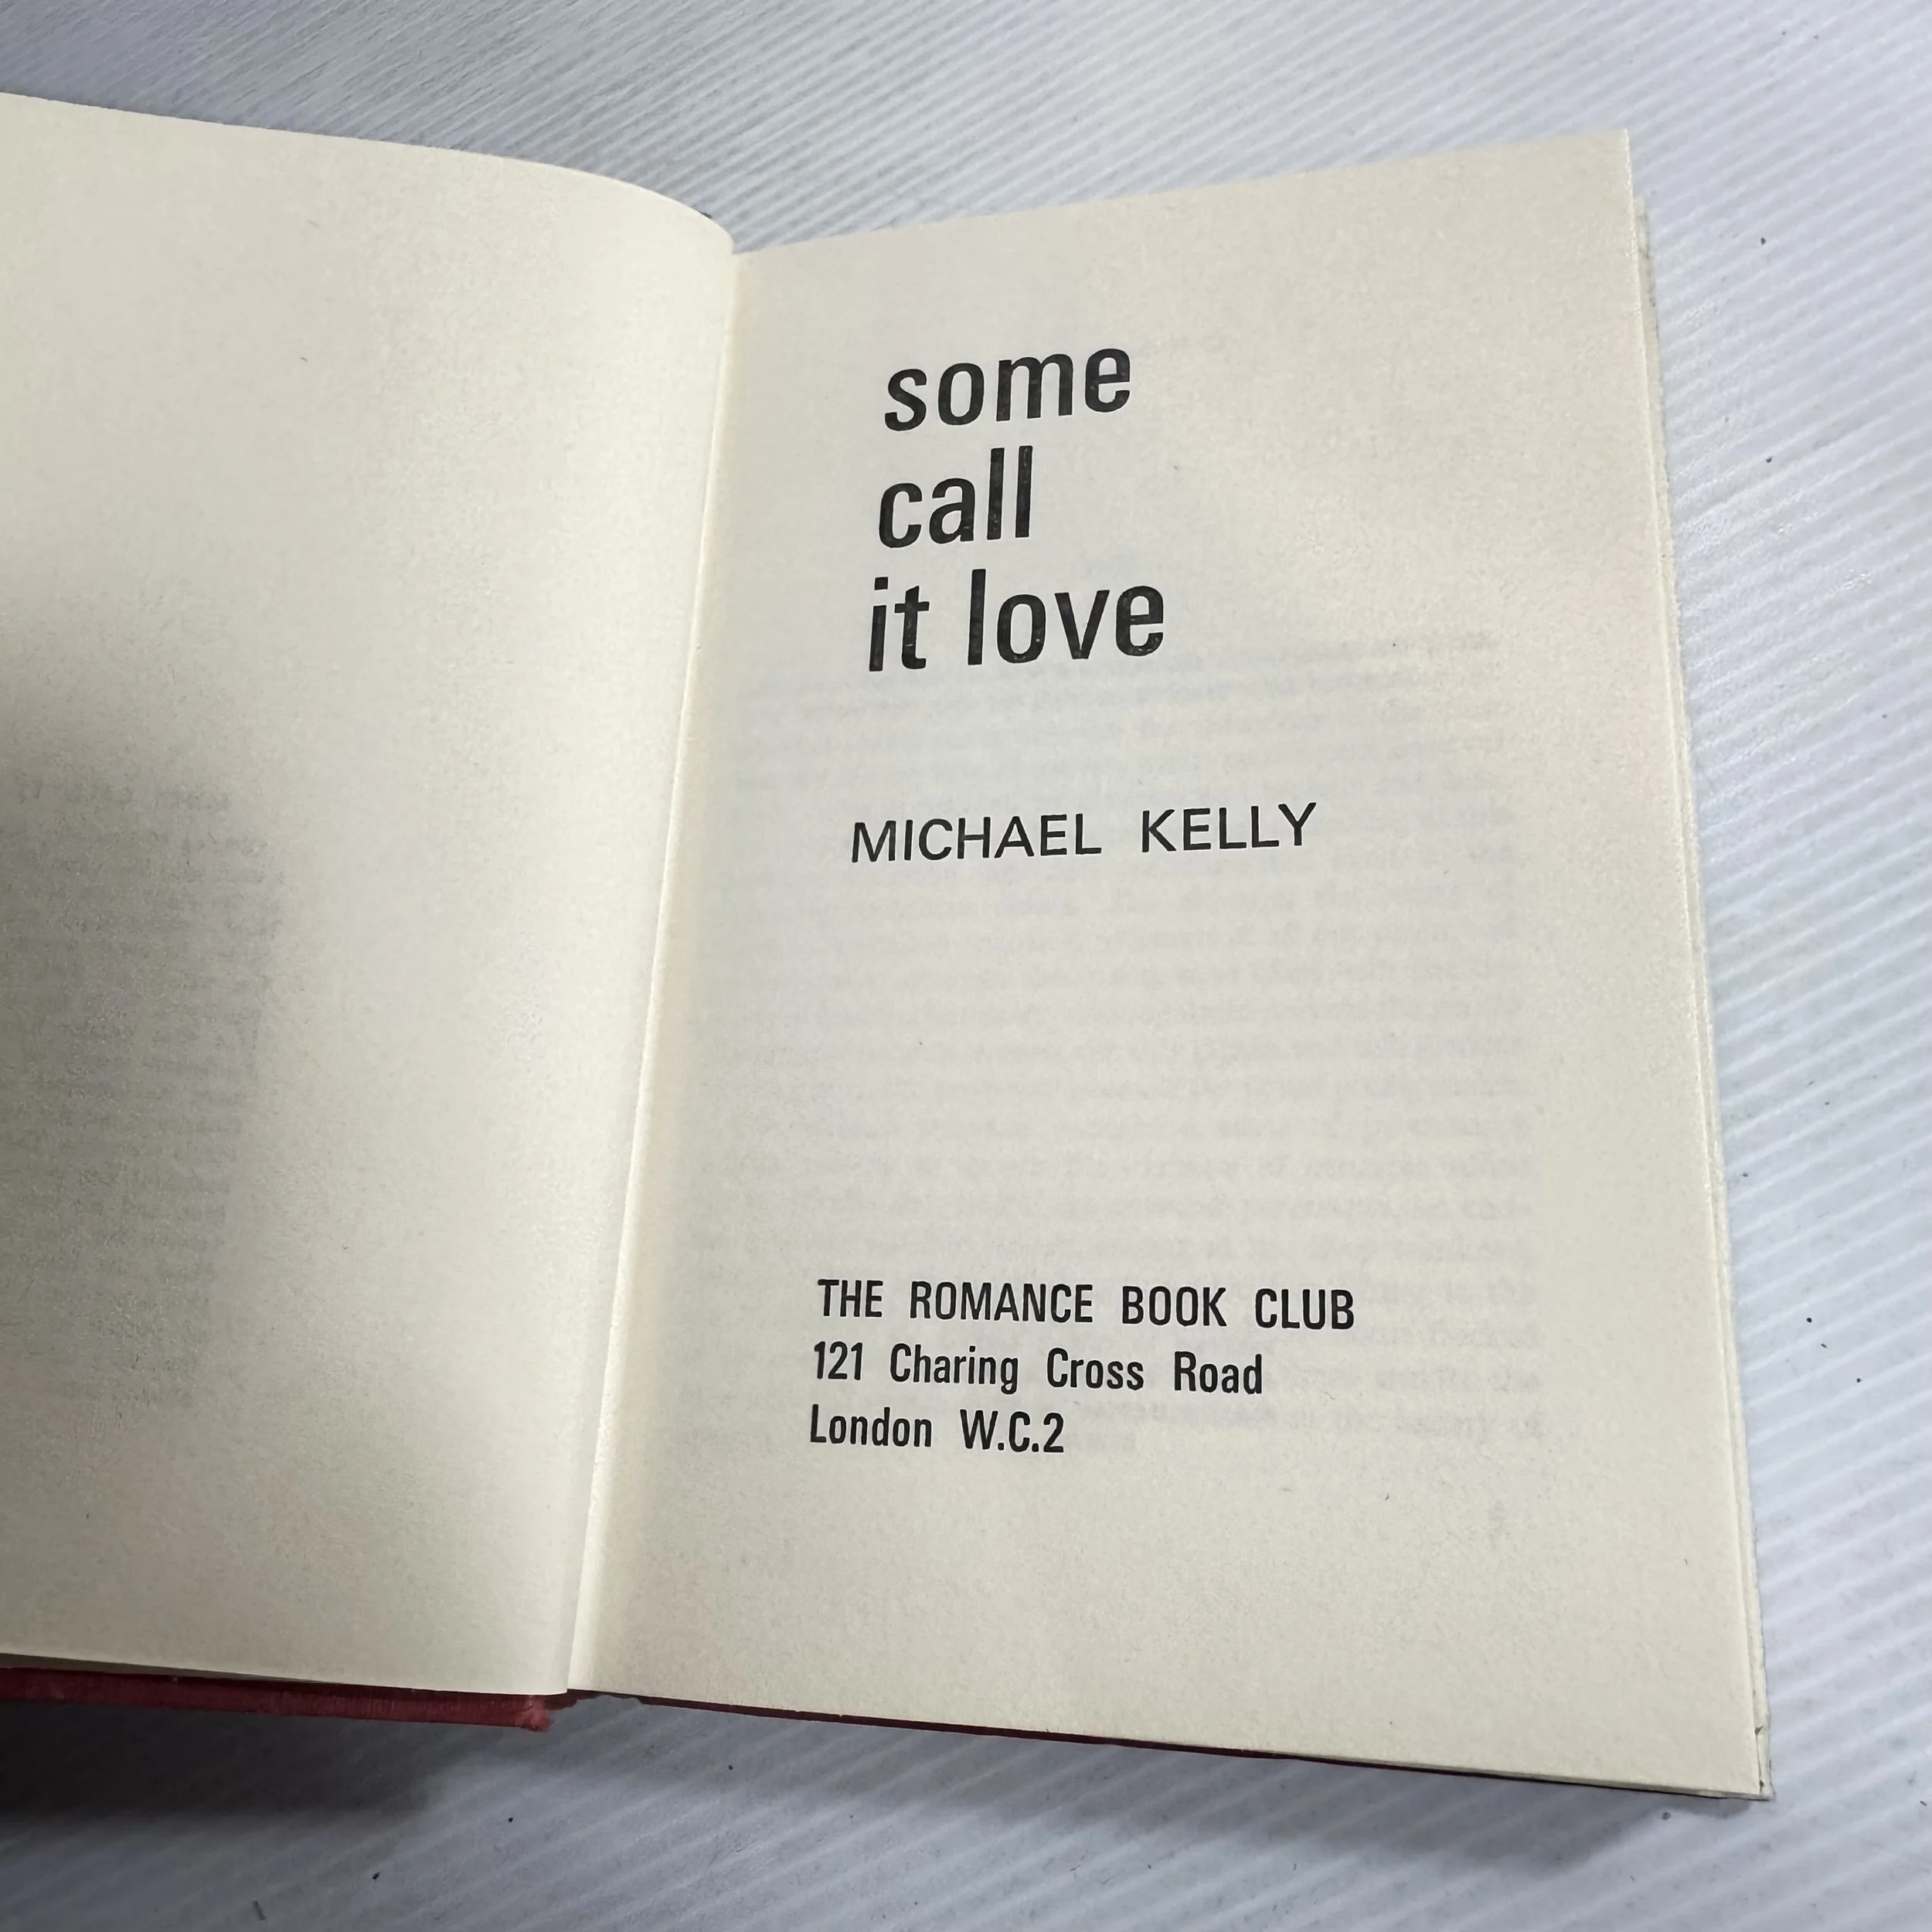 some
call
it love
MICHAEL KELLY
THE ROMANCE BOOK CLUB
121 Charing Cross Road
London W.C.2